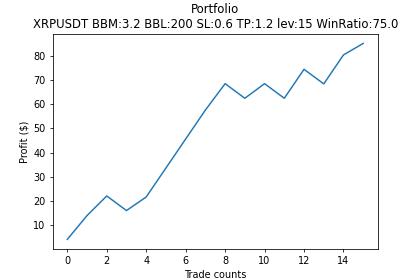 Portfolio
XRPUSDT BBM:3.2 BBL:200 SL:0.6 TP:1.2 lev:15 WinRatio:75.0
80
70
60
50
40
30
20
10
Profit ($)
0 2 4 6 8 10 12 14
Trade counts